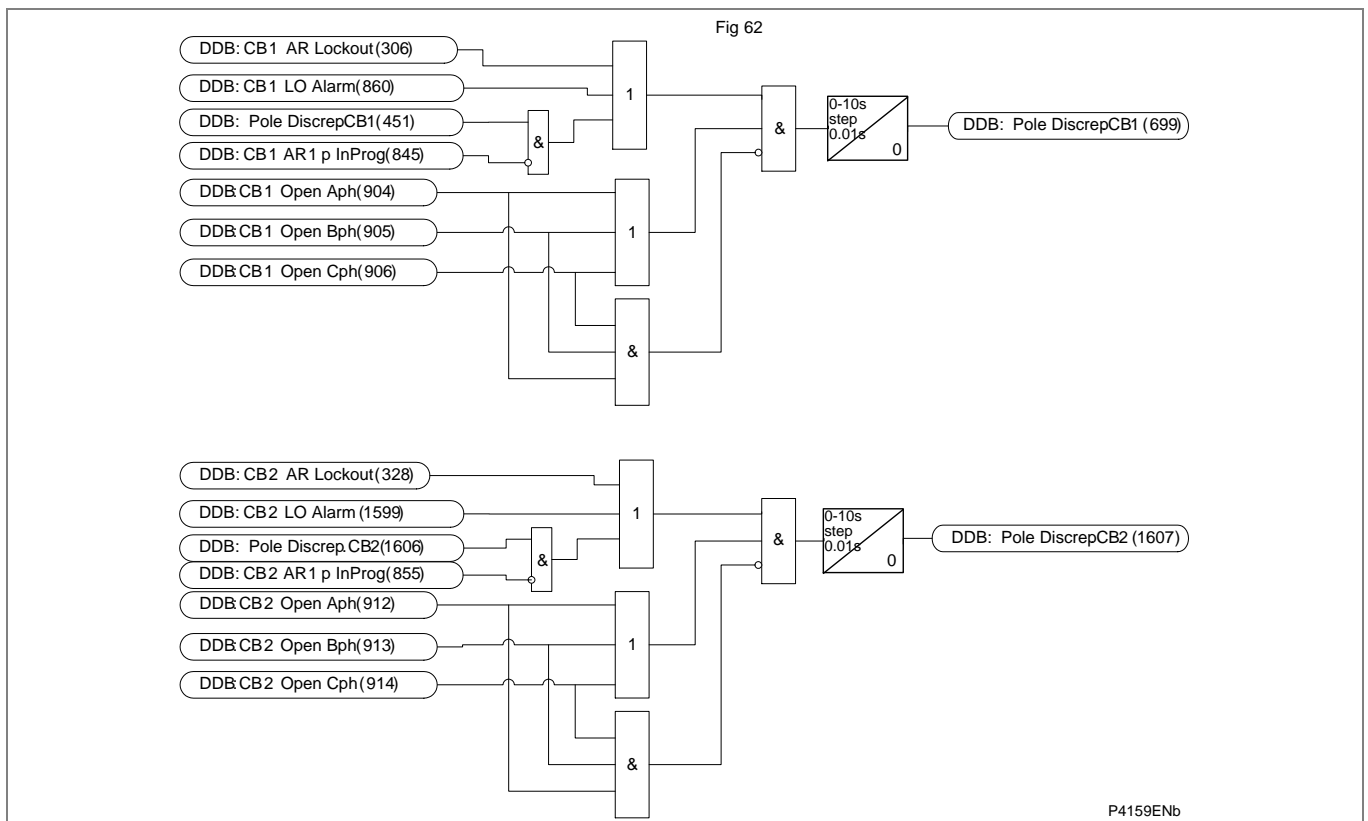 Fig 62
DDB: CB1 AR Lockout(306)
DDB: CB1 LO Alarm(860)
DDB: Pole DiscrepCB1(451)
DDB: CB1 AR1 p InProg(845)
DDB:CB1 Open Aph(904)
DDB:CB1 Open Bph(905)
DDB:CB1 Open Cph(906)
&
1
1
&
&
0-10s
step
0.01s
0
DDB: Pole DiscrepCB1 (699)
DDB: CB2 AR Lockout(328)
DDB: CB2 LO Alarm (1599)
DDB: Pole Discrep.CB2(1606)
DDB: CB2 AR1 p InProg(855)
DDB:CB2 Open Aph(912)
DDB:CB2 Open Bph(913)
DDB:CB2 Open Cph(914)
&
1
1
&
&
0-10s
step
0.01s
0
DDB: Pole DiscrepCB2 (1607)
P4159ENb